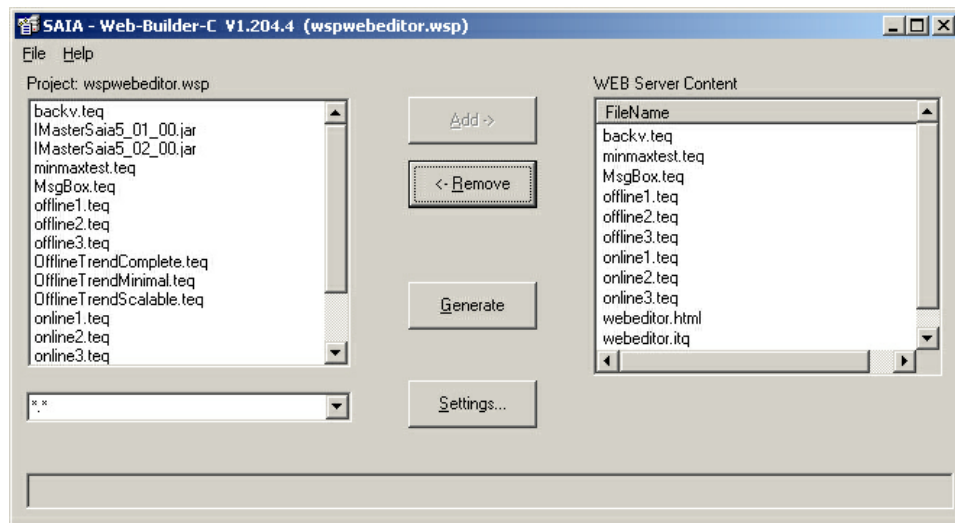 SAIA - Web-Builder-C V1.204.4 (wspwebeditor.wsp)
File Help
Project: wspwebeditor.wsp
backv.teq
IMasterSaia5_01_00.jar
IMasterSaia5_02_00.jar
minmaxtest.teq
MsgBox.teq
offline1.teq
offline2.teq
offline3.teq
OfflineTrendComplete.teq
OfflineTrendMinimal.teq
OfflineTrendScalable.teq
online1.teq
online2.teq
online3.teq
*.*
Add ->
<- Remove
Generate
Settings...
WEB Server Content
FileName
backv.teq
minmaxtest.teq
MsgBox.teq
offline1.teq
offline2.teq
offline3.teq
online1.teq
online2.teq
online3.teq
webeditor.html
webeditor.itq